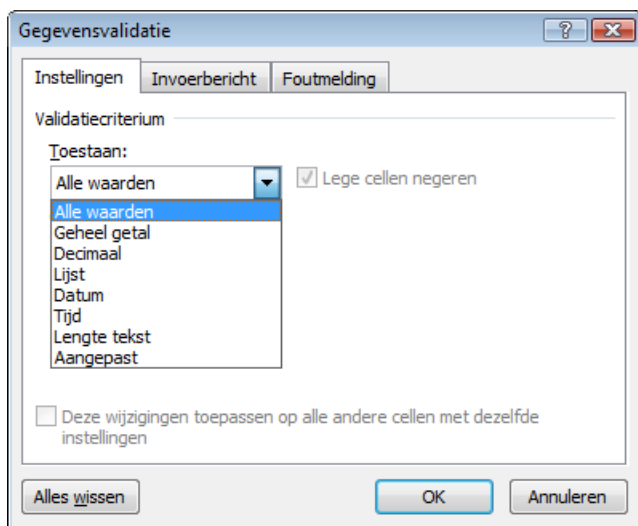 Gegevensvalidatie
Instellingen Invoerbericht Foutmelding
Validatiecriterium
Toestaan:
Alle waarden Lege cellen negeren
Alle waarden
Geheel getal
Decimaal
Lijst
Datum
Tijd
Lengte tekst
Aangepast
Deze wijzigingen toepassen op alle andere cellen met dezelfde
instellingen
Alles wissen OK Annuleren